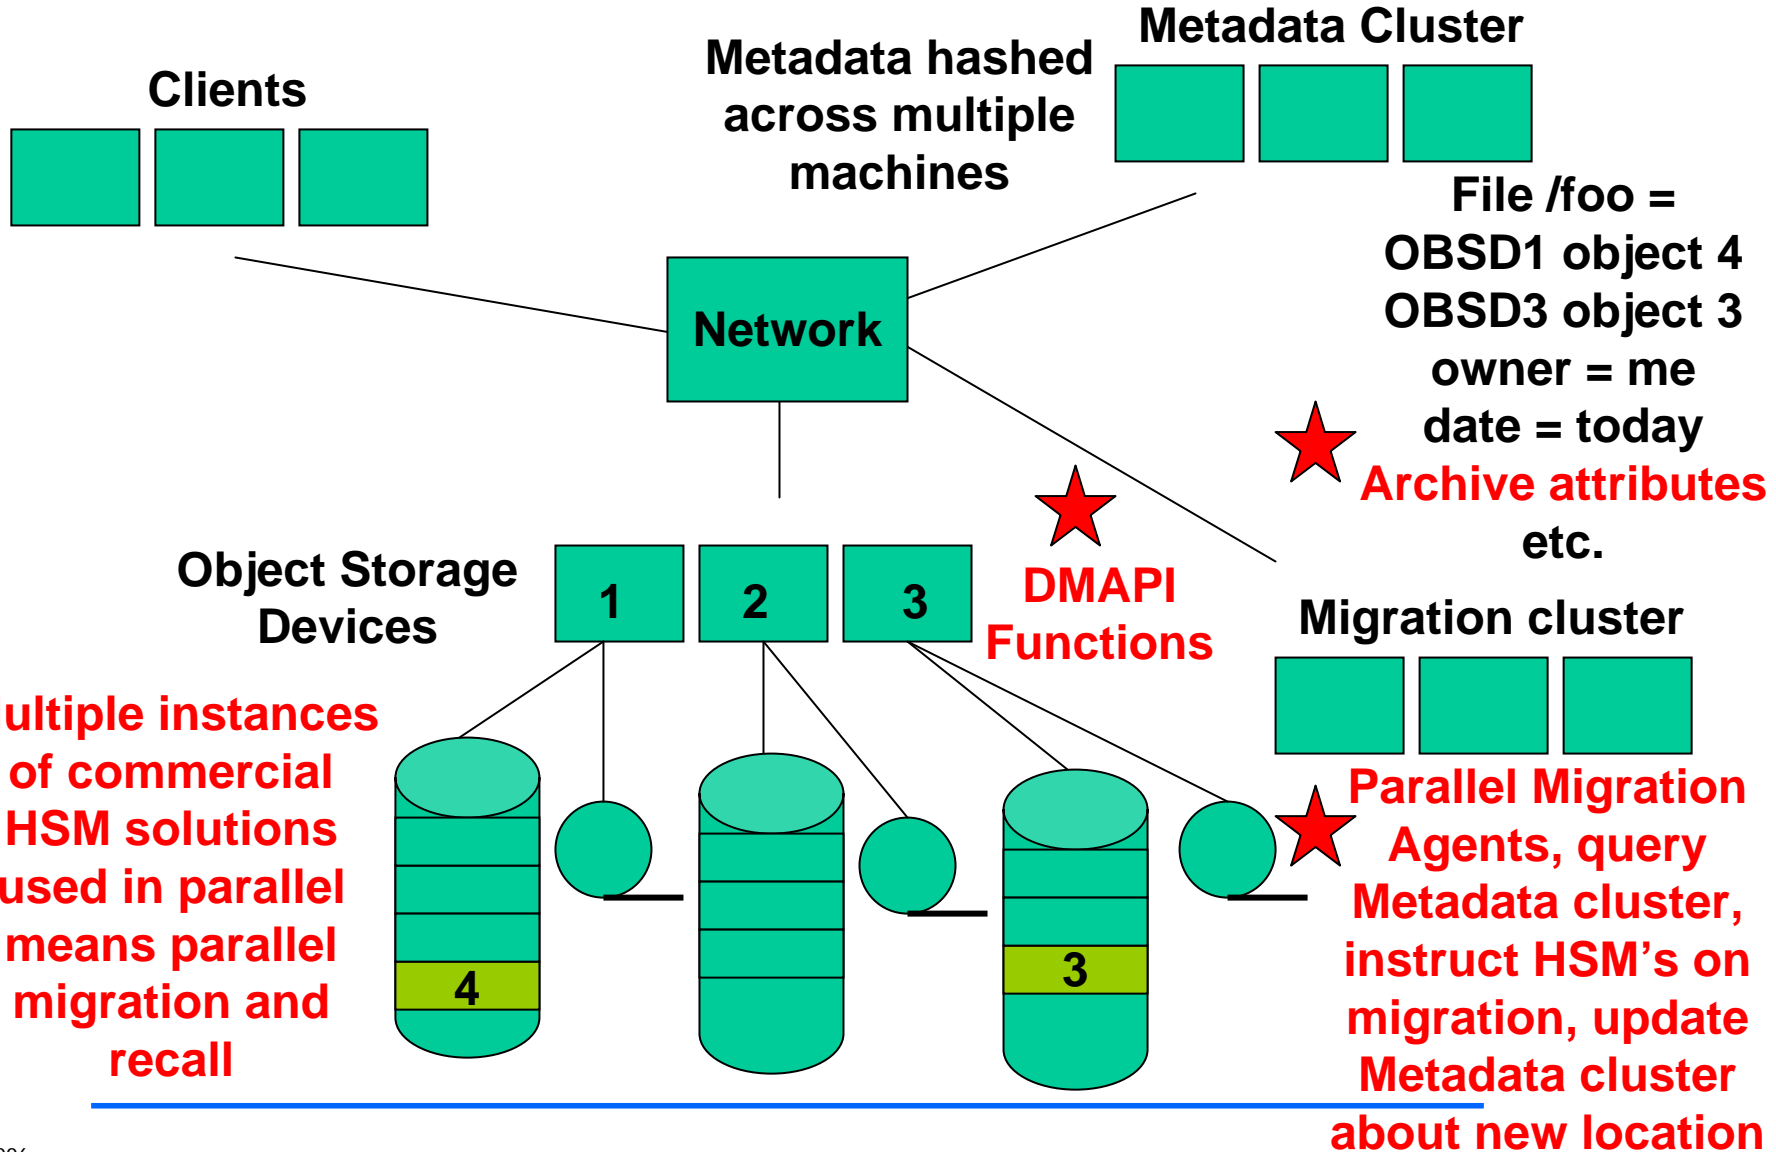 Metadata Cluster
Clients
Metadata hashed
across multiple
machines
File /foo =
OBSD1 object 4
OBSD3 object 3
owner = me
date = today
Archive attributes
etc.
Network
Object Storage
Devices
1
2
3
DMAPI
Functions
Migration cluster
of commercial
HSM solutions
used in parallel
means parallel
migration and
recall
instances
4
3
Parallel Migration
Agents, query
Metadata cluster,
instruct HSM's on
migration, update
Metadata cluster
about new location